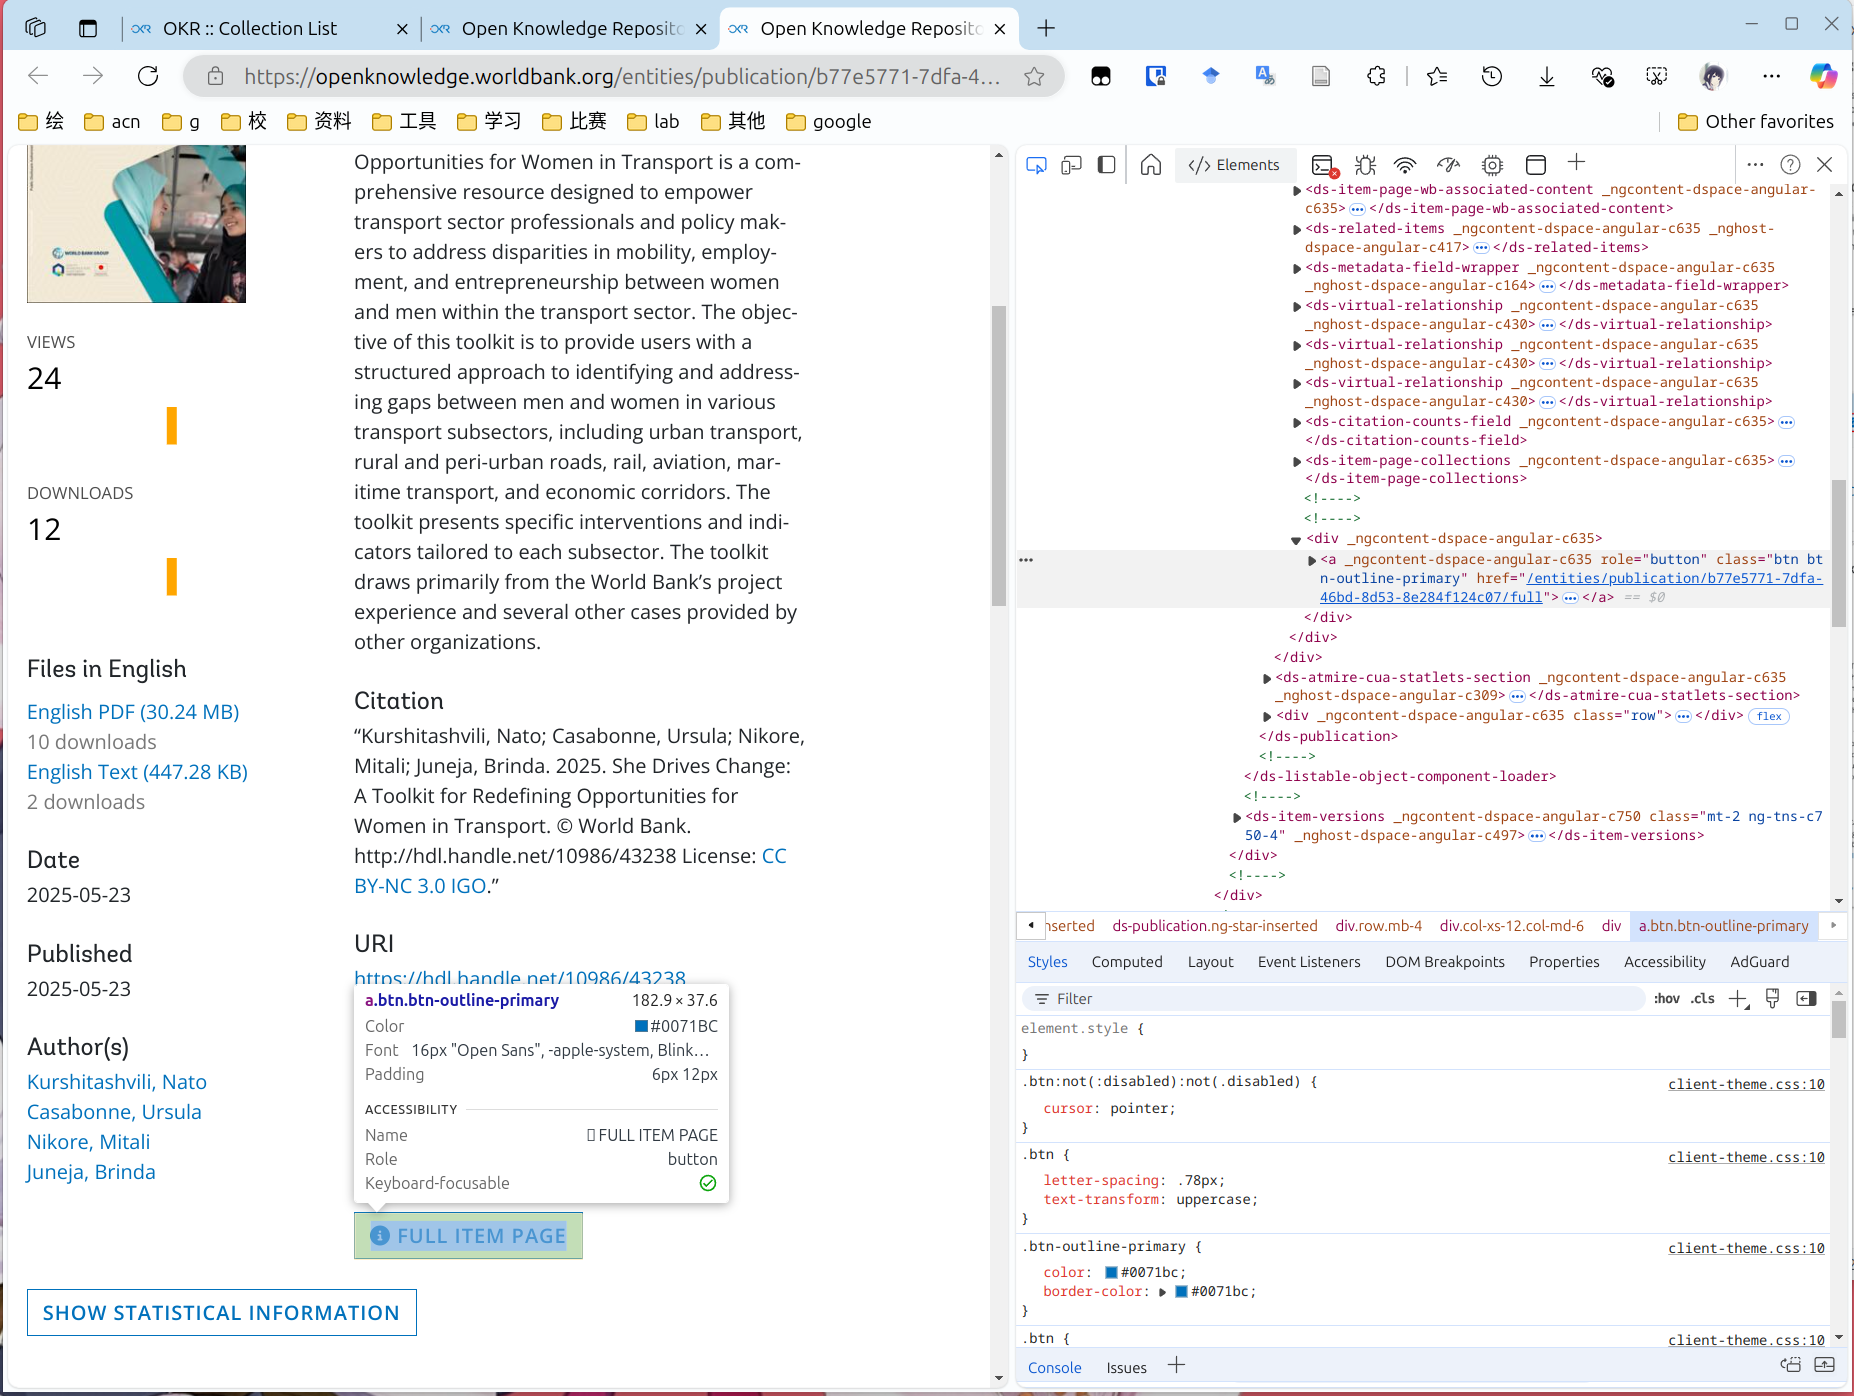 OKR :: Collection List
Open Knowledge Reposito
Open Knowledge Reposito
https://openknowledge.worldbank.org/entities/publication/b77e5771-7dfa-4...
绘
acn
g
校
资料
工具
学习
比赛
lab
其他
google
Other favorites
WORLD BANK GROUP
VIEWS
24
DOWNLOADS
12
Files in English
English PDF (30.24 MB)
10 downloads
English Text (447.28 KB)
2 downloads
Date
2025-05-23
Published
2025-05-23
Author(s)
Kurshitashvili, Nato
Casabonne, Ursula
Nikore, Mitali
Juneja, Brinda
SHOW STATISTICAL INFORMATION
Opportunities for Women in Transport is a com-
prehensive resource designed to empower
transport sector professionals and policy mak-
ers to address disparities in mobility, employ-
ment, and entrepreneurship between women
and men within the transport sector. The objec-
tive of this toolkit is to provide users with a
structured approach to identifying and address-
ing gaps between men and women in various
transport subsectors, including urban transport,
rural and peri-urban roads, rail, aviation, mar-
itime transport, and economic corridors. The
toolkit presents specific interventions and indi-
cators tailored to each subsector. The toolkit
draws primarily from the World Bank’s project
experience and several other cases provided by
other organizations.
Citation
“Kurshitashvili, Nato; Casabonne, Ursula; Nikore,
Mitali; Juneja, Brinda. 2025. She Drives Change:
A Toolkit for Redefining Opportunities for
Women in Transport. © World Bank.
http://hdl.handle.net/10986/43238 License: CC
BY-NC 3.0 IGO.”
URI
https://hdl.handle.net/10986/43238
a.btn.btn-outline-primary 182.9 × 37.6
Color #0071BC
Font 16px "Open Sans", -apple-system, Blink...
Padding 6px 12px
ACCESSIBILITY
Name FULL ITEM PAGE
Role button
Keyboard-focusable
FULL ITEM PAGE
Elements
<ds-item-page-wb-associated-content _ngcontent-dspace-angular-
c635> … </ds-item-page-wb-associated-content>
<ds-related-items _ngcontent-dspace-angular-c635 _nghost-
dspace-angular-c417> … </ds-related-items>
<ds-metadata-field-wrapper _ngcontent-dspace-angular-c635
_nghost-dspace-angular-c164> … </ds-metadata-field-wrapper>
<ds-virtual-relationship _ngcontent-dspace-angular-c635
_nghost-dspace-angular-c430> … </ds-virtual-relationship>
<ds-virtual-relationship _ngcontent-dspace-angular-c635
_nghost-dspace-angular-c430> … </ds-virtual-relationship>
<ds-virtual-relationship _ngcontent-dspace-angular-c635
_nghost-dspace-angular-c430> … </ds-virtual-relationship>
<ds-citation-counts-field _ngcontent-dspace-angular-c635> …
</ds-citation-counts-field>
<ds-item-page-collections _ngcontent-dspace-angular-c635> …
</ds-item-page-collections>
<!---->
<!---->
<div _ngcontent-dspace-angular-c635>
<a _ngcontent-dspace-angular-c635 role="button" class="btn bt
n-outline-primary" href="/entities/publication/b77e5771-7dfa-
46bd-8d53-8e284f124c07/full"> … </a> == $0
</div>
</div>
</div>
<ds-atmire-cua-statlets-section _ngcontent-dspace-angular-c635
_nghost-dspace-angular-c309> … </ds-atmire-cua-statlets-section>
<div _ngcontent-dspace-angular-c635 class="row"> … </div> flex
</ds-publication>
<!---->
</ds-listable-object-component-loader>
<!---->
<ds-item-versions _ngcontent-dspace-angular-c750 class="mt-2 ng-tns-c7
50-4" _nghost-dspace-angular-c497> … </ds-item-versions>
</div>
<!---->
</div>
nserted ds-publication.ng-star-inserted div.row.mb-4 div.col-xs-12.col-md-6 div a.btn.btn-outline-primary
Styles Computed Layout Event Listeners DOM Breakpoints Properties Accessibility AdGuard
Filter :hov .cls
element.style {
}
.btn:not(:disabled):not(.disabled) { client-theme.css:10
cursor: pointer;
}
.btn { client-theme.css:10
letter-spacing: .78px;
text-transform: uppercase;
}
.btn-outline-primary { client-theme.css:10
color: #0071bc;
border-color: #0071bc;
}
.btn { client-theme.css:10
Console Issues